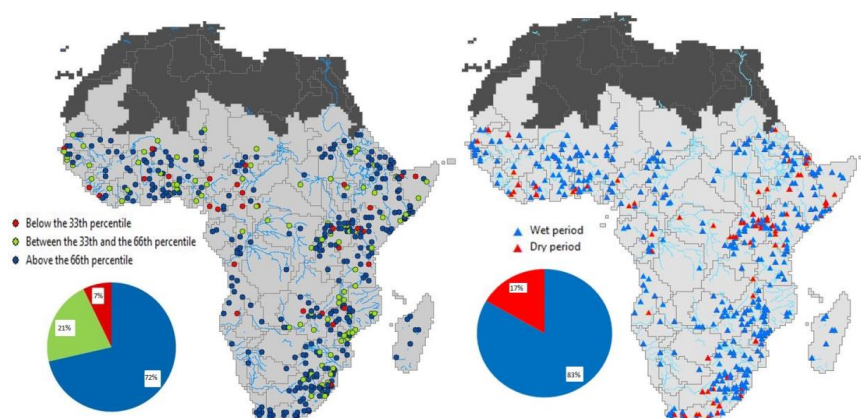 Below the 33th percentile
Between the 33th and the 66th percentile
Above the 66th percentile
7%
21%
72%
Wet period
Dry period
17%
83%